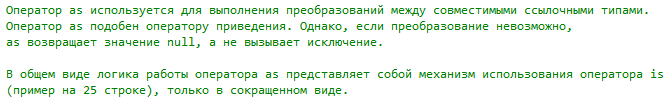 Оператор as используется для выполнения преобразований между совместимыми ссылочными типами.
Оператор as подобен оператору приведения. Однако, если преобразование невозможно,
as возвращает значение null, а не вызывает исключение.
В общем виде логика работы оператора as представляет собой механизм использования оператора is
(пример на 25 строке), только в сокращенном виде.